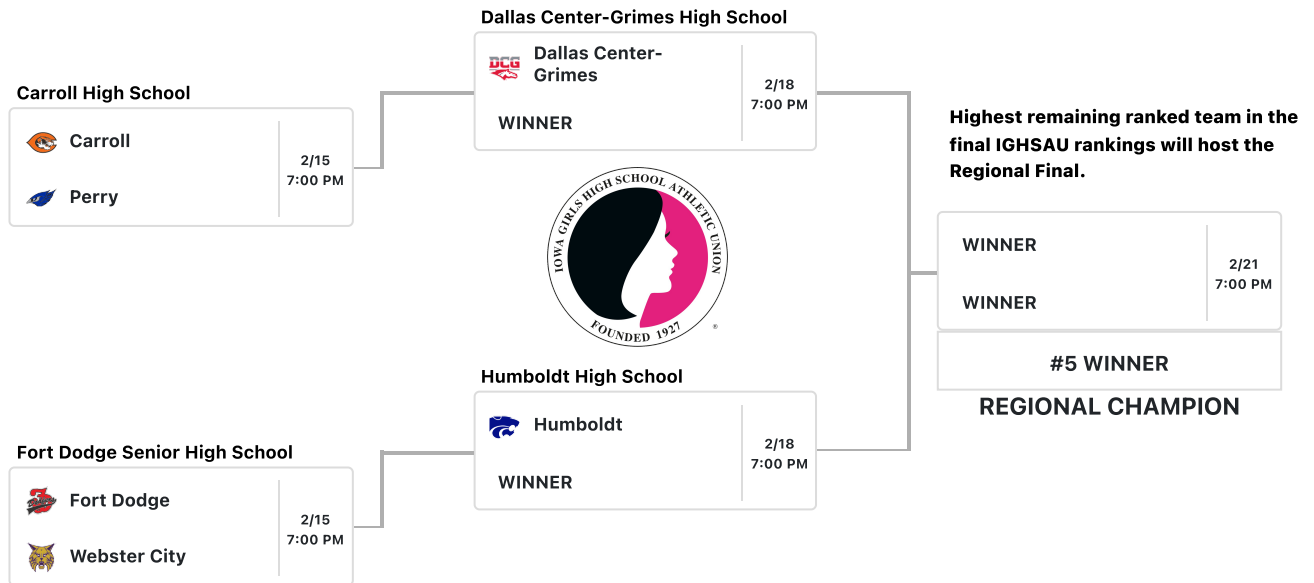 Dallas Center-Grimes High School
Dallas Center-
Grimes
WINNER
2/18
7:00 PM
Carroll High School
Carroll
Perry
2/15
7:00 PM
Highest remaining ranked team in the
final IGHSAU rankings will host the
Regional Final.
WINNER
WINNER
2/21
7:00 PM
#5 WINNER
REGIONAL CHAMPION
IOWA GIRLS HIGH SCHOOL ATHLETIC UNION
FOUNDED 1927
®
Humboldt High School
Humboldt
WINNER
2/18
7:00 PM
Fort Dodge Senior High School
Fort Dodge
Webster City
2/15
7:00 PM
DCG